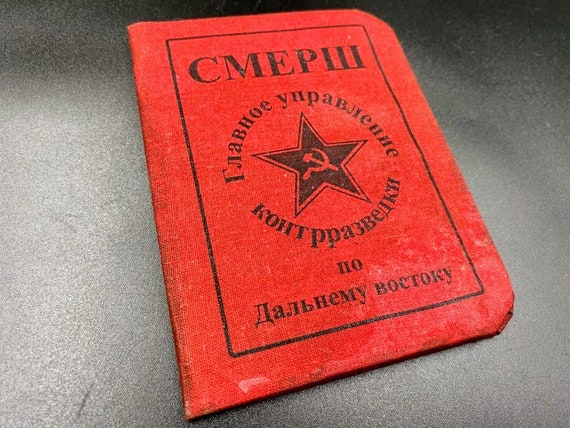 СМЕРШ
Главное управление
контрразведки
по
Дальнему востоку